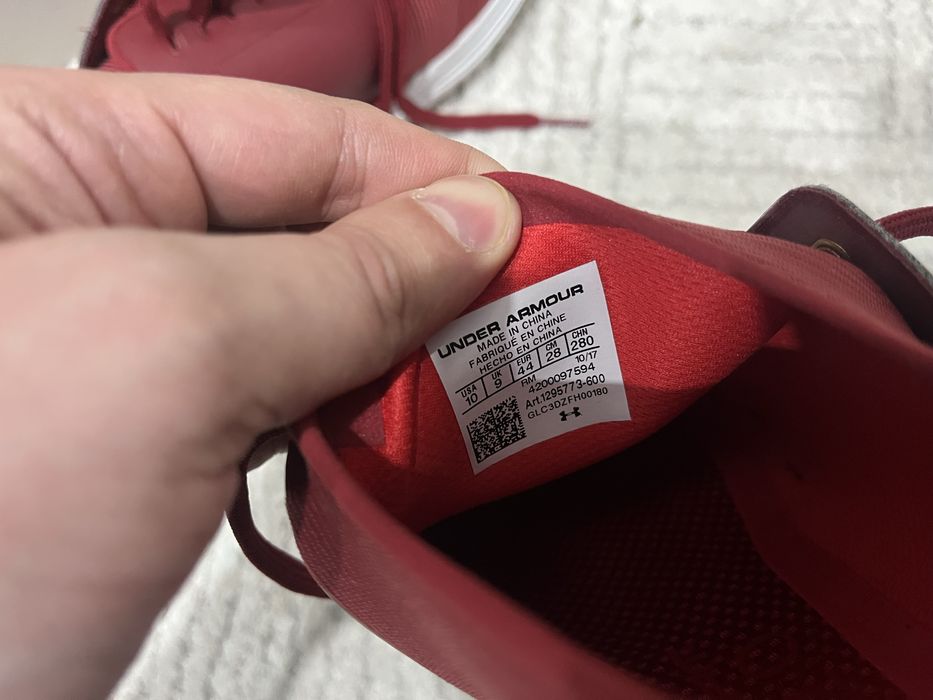 UNDER ARMOUR
MADE IN CHINA
FABRIQUÉ EN CHINE
HECHO EN CHINA
USA UK EUR CM CHN
10 9 44 28 280
RM 10/17
4200097594
Art.1295773-600
GLC3DZFH00180